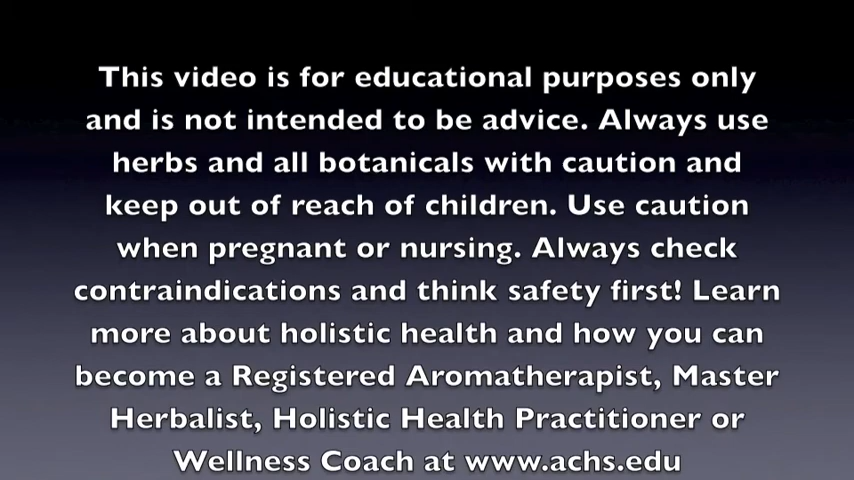 This video is for educational purposes only
and is not intended to be advice. Always use
herbs and all botanicals with caution and
keep out of reach of children. Use caution
when pregnant or nursing. Always check
contraindications and think safety first! Learn
more about holistic health and how you can
become a Registered Aromatherapist, Master
Herbalist, Holistic Health Practitioner or
Wellness Coach at www.achs.edu